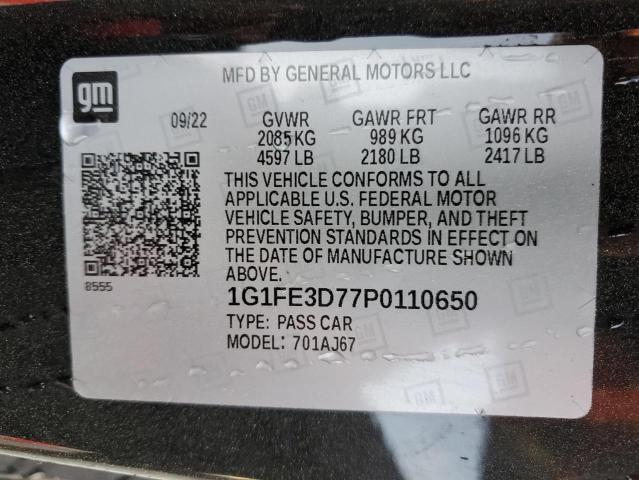 gm
MFD BY GENERAL MOTORS LLC
09/22 GVWR GAWR FRT GAWR RR
2085 KG 989 KG 1096 KG
4597 LB 2180 LB 2417 LB
THIS VEHICLE CONFORMS TO ALL
APPLICABLE U.S. FEDERAL MOTOR
VEHICLE SAFETY, BUMPER, AND THEFT
PREVENTION STANDARDS IN EFFECT ON
THE DATE OF MANUFACTURE SHOWN
ABOVE.
8555
1G1FE3D77P0110650
TYPE: PASS CAR
MODEL: 701AJ67